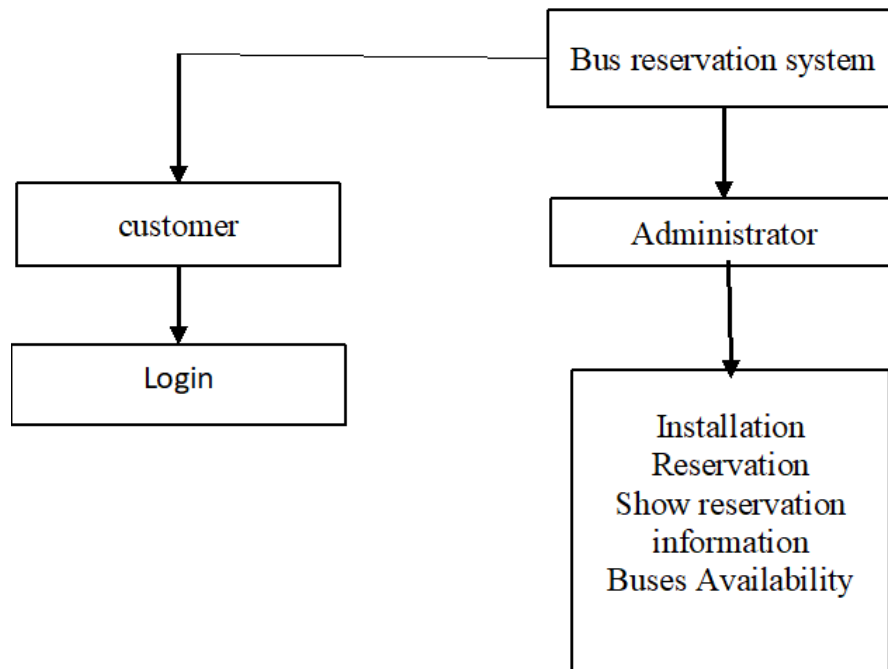 Bus reservation system
customer
Administrator
Login
Installation
Reservation
Show reservation
information
Buses Availability